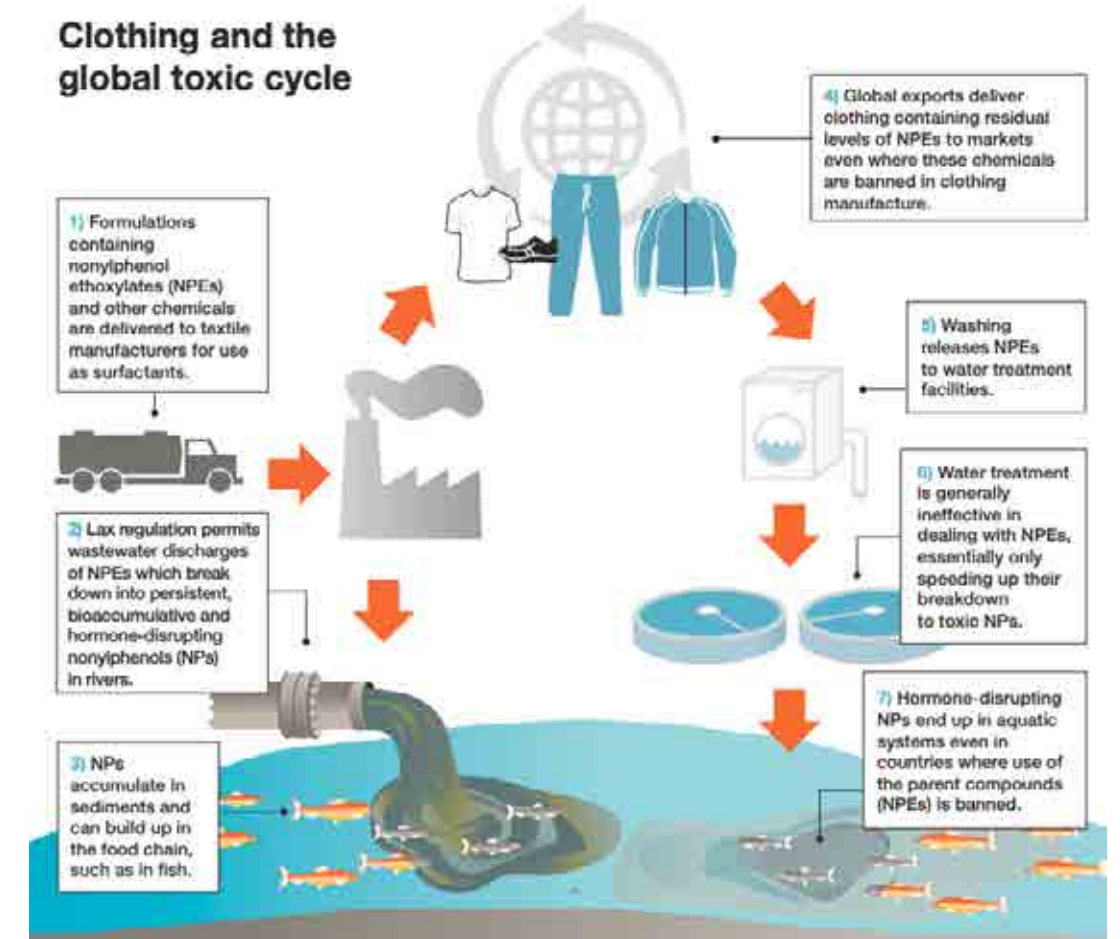 Clothing and the
global toxic cycle
1) Formulations
containing
nonylphenol
ethoxylates (NPEs)
and other chemicals
are delivered to textile
manufacturers for use
as surfactants.
2) Lax regulation permits
wastewater discharges
of NPEs which break
down into persistent,
bioaccumulative and
hormone-disrupting
nonylphenols (NPs)
in rivers.
3) NPs
accumulate in
sediments and
can build up in
the food chain,
such as in fish.
4) Global exports deliver
clothing containing residual
levels of NPEs to markets
even where these chemicals
are banned in clothing
manufacture.
5) Washing
releases NPEs
to water treatment
facilities.
6) Water treatment
is generally
ineffective in
dealing with NPEs,
essentially only
speeding up their
breakdown
to toxic NPs.
7) Hormone-disrupting
NPs end up in aquatic
systems even in
countries where use of
the parent compounds
(NPEs) is banned.